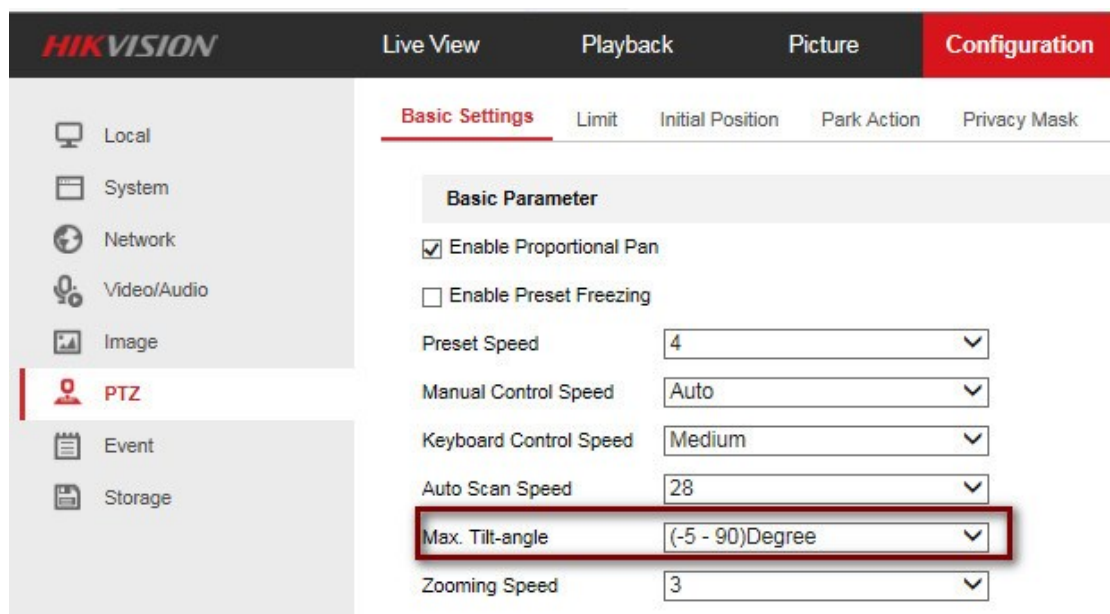 HIKVISION Live View Playback Picture Configuration
Local
System
Network
Video/Audio
Image
PTZ
Event
Storage
Basic Settings Limit Initial Position Park Action Privacy Mask
Basic Parameter
Enable Proportional Pan
Enable Preset Freezing
Preset Speed 4
Manual Control Speed Auto
Keyboard Control Speed Medium
Auto Scan Speed 28
Max. Tilt-angle (-5 - 90)Degree
Zooming Speed 3